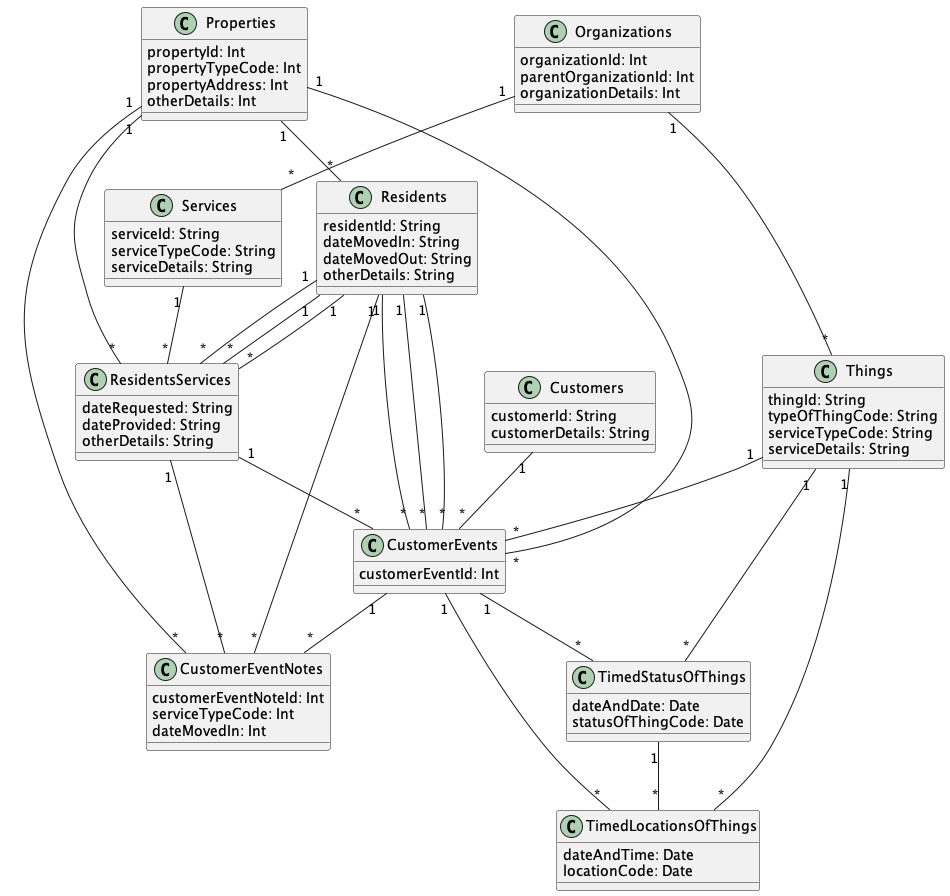 C Properties
propertyId: Int
propertyTypeCode: Int
propertyAddress: Int
otherDetails: Int
C Organizations
organizationId: Int
parentOrganizationId: Int
organizationDetails: Int
1
1
1
1
1
1
*
*
C Services
serviceId: String
serviceTypeCode: String
serviceDetails: String
C Residents
residentId: String
dateMovedIn: String
dateMovedOut: String
otherDetails: String
1
1
1
1
1
1
1
1
*
*
*
*
*
*
C ResidentsServices
dateRequested: String
dateProvided: String
otherDetails: String
C Customers
customerId: String
customerDetails: String
C Things
thingId: String
typeOfThingCode: String
serviceTypeCode: String
serviceDetails: String
1
1
1
1
1
1
*
*
*
*
*
*
*
C CustomerEvents
customerEventId: Int
1
1
1
*
*
*
*
*
*
C CustomerEventNotes
customerEventNoteId: Int
serviceTypeCode: Int
dateMovedIn: Int
C TimedStatusOfThings
dateAndDate: Date
statusOfThingCode: Date
1
*
*
*
C TimedLocationsOfThings
dateAndTime: Date
locationCode: Date